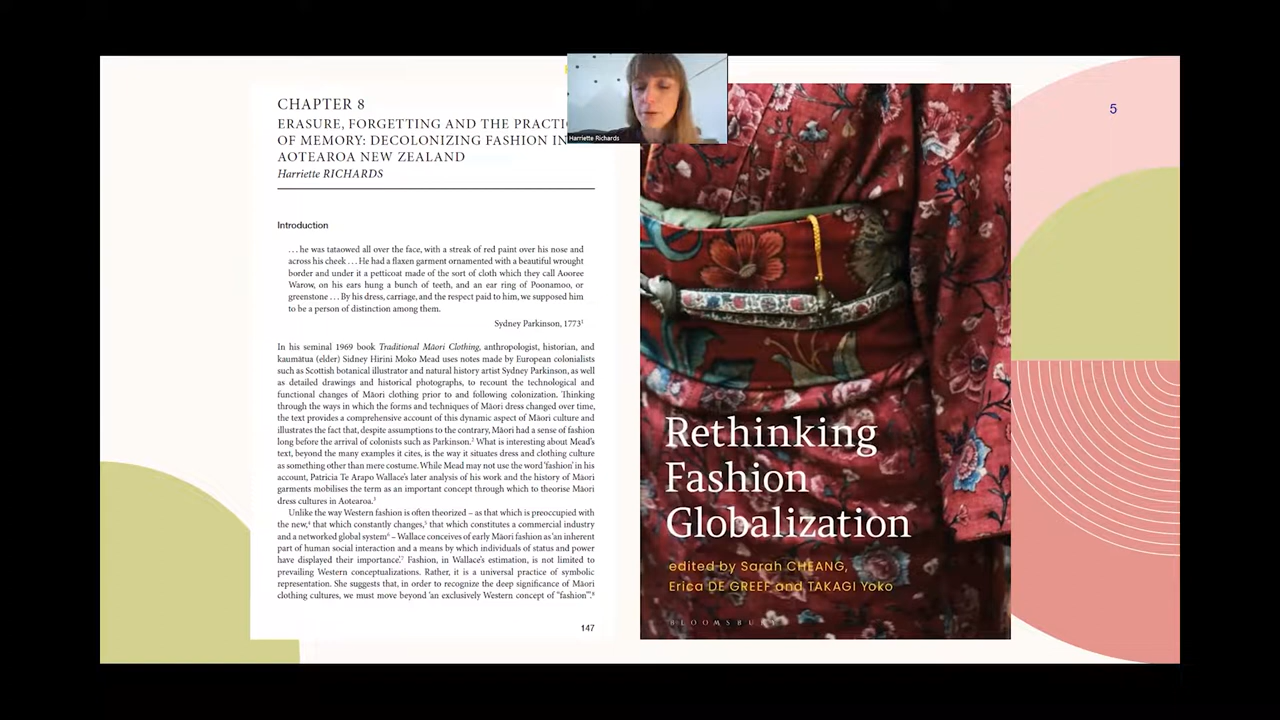 CHAPTER 8
ERASURE, FORGETTING AND THE PRACTI
OF MEMORY: DECOLONIZING FASHION IN
AOTEAROA NEW ZEALAND
Harriette RICHARDS
Introduction
. . . he was tataowed all over the face, with a streak of red paint over his nose and
across his cheek . . . He had a flaxen garment ornamented with a beautiful wrought
border and under it a petticoat made of the sort of cloth which they call Aooree
Warow, on his ears hung a bunch of teeth, and an ear ring of Poonamoo, or
greenstone . . . By his dress, carriage, and the respect paid to him, we supposed him
to be a person of distinction among them.
Sydney Parkinson, 1773¹
In his seminal 1969 book Traditional Māori Clothing, anthropologist, historian, and
kaumātua (elder) Sidney Hirini Moko Mead uses notes made by European colonialists
such as Scottish botanical illustrator and natural history artist Sydney Parkinson, as well
as detailed drawings and historical photographs, to recount the technological and
functional changes of Māori clothing prior to and following colonization. Thinking
through the ways in which the forms and techniques of Māori dress changed over time,
the text provides a comprehensive account of this dynamic aspect of Māori culture and
illustrates the fact that, despite assumptions to the contrary, Māori had a sense of fashion
long before the arrival of colonists such as Parkinson.² What is interesting about Mead's
text, beyond the many examples it cites, is the way it situates dress and clothing culture
as something other than mere costume. While Mead may not use the word 'fashion' in his
account, Patricia Te Arapo Wallace's later analysis of his work and the history of Māori
garments mobilises the term as an important concept through which to theorise Māori
dress cultures in Aotearoa.³
Unlike the way Western fashion is often theorized – as that which is preoccupied with
the new,⁴ that which constantly changes,⁵ that which constitutes a commercial industry
and a networked global system⁶ – Wallace conceives of early Māori fashion as 'an inherent
part of human social interaction and a means by which individuals of status and power
have displayed their importance'.⁷ Fashion, in Wallace's estimation, is not limited to
prevailing Western conceptualizations. Rather, it is a universal practice of symbolic
representation. She suggests that, in order to recognize the deep significance of Māori
clothing cultures, we must move beyond 'an exclusively Western concept of "fashion"'.⁸
147
Harriette Richards
Rethinking
Fashion
Globalization
edited by Sarah CHEANG,
Erica DE GREEF and TAKAGI Yoko
BLOOMSBURY
5